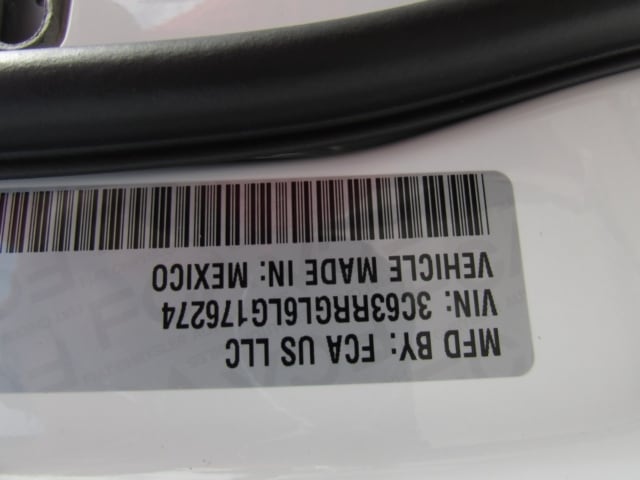 MFD BY: FCA US LLC
VIN: 3C63RRGL6LG176274
VEHICLE MADE IN: MEXICO